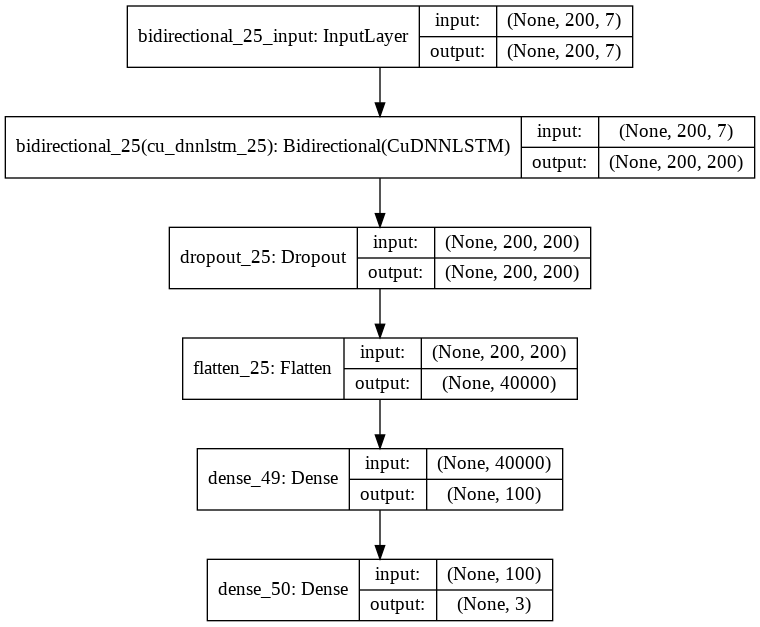 bidirectional_25_input: InputLayer
input:
(None, 200, 7)
output:
(None, 200, 7)
bidirectional_25(cu_dnnlstm_25): Bidirectional(CuDNNLSTM)
input:
(None, 200, 7)
output:
(None, 200, 200)
dropout_25: Dropout
input:
(None, 200, 200)
output:
(None, 200, 200)
flatten_25: Flatten
input:
(None, 200, 200)
output:
(None, 40000)
dense_49: Dense
input:
(None, 40000)
output:
(None, 100)
dense_50: Dense
input:
(None, 100)
output:
(None, 3)